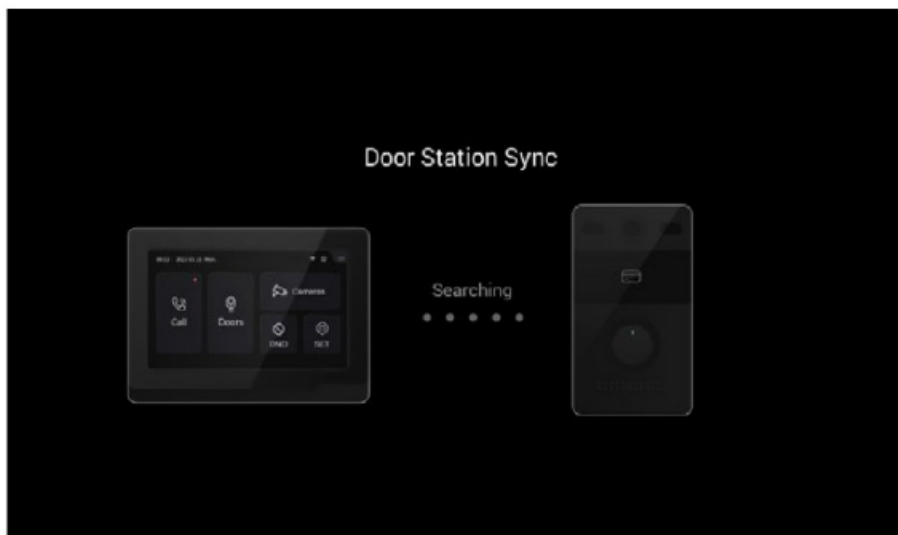 Door Station Sync
Searching
Cameras
Call
Doors
DND
SET